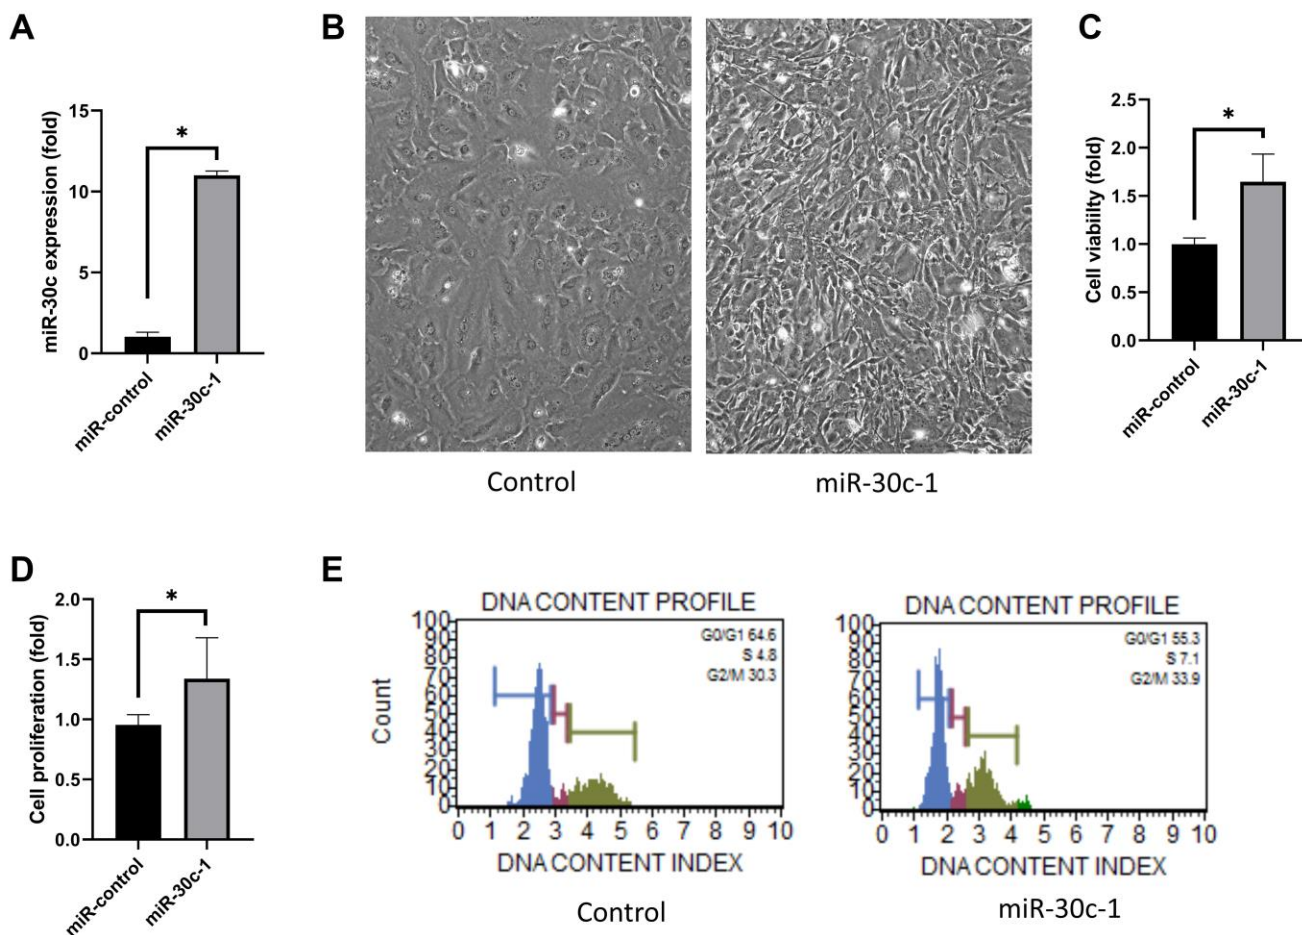 A
miR-30c expression (fold)
15
10
5
0
*
miR-control
miR-30c-1
B
Control
miR-30c-1
C
Cell viabiilty (fold)
2.5
2.0
1.5
1.0
0.5
0.0
*
miR-control
miR-30c-1
D
Cell proliferation (fold)
2.0
1.5
1.0
0.5
0.0
*
miR-control
miR-30c-1
E
DNA CONTENT PROFILE
G0/G1 64.6
S 4.8
G2/M 30.3
Count
100
90
80
70
60
50
40
30
20
10
0
0 1 2 3 4 5 6 7 8 9 10
DNA CONTENT INDEX
Control
DNA CONTENT PROFILE
G0/G1 55.3
S 7.1
G2/M 33.9
100
90
80
70
60
50
40
30
20
10
0
0 1 2 3 4 5 6 7 8 9 10
DNA CONTENT INDEX
miR-30c-1